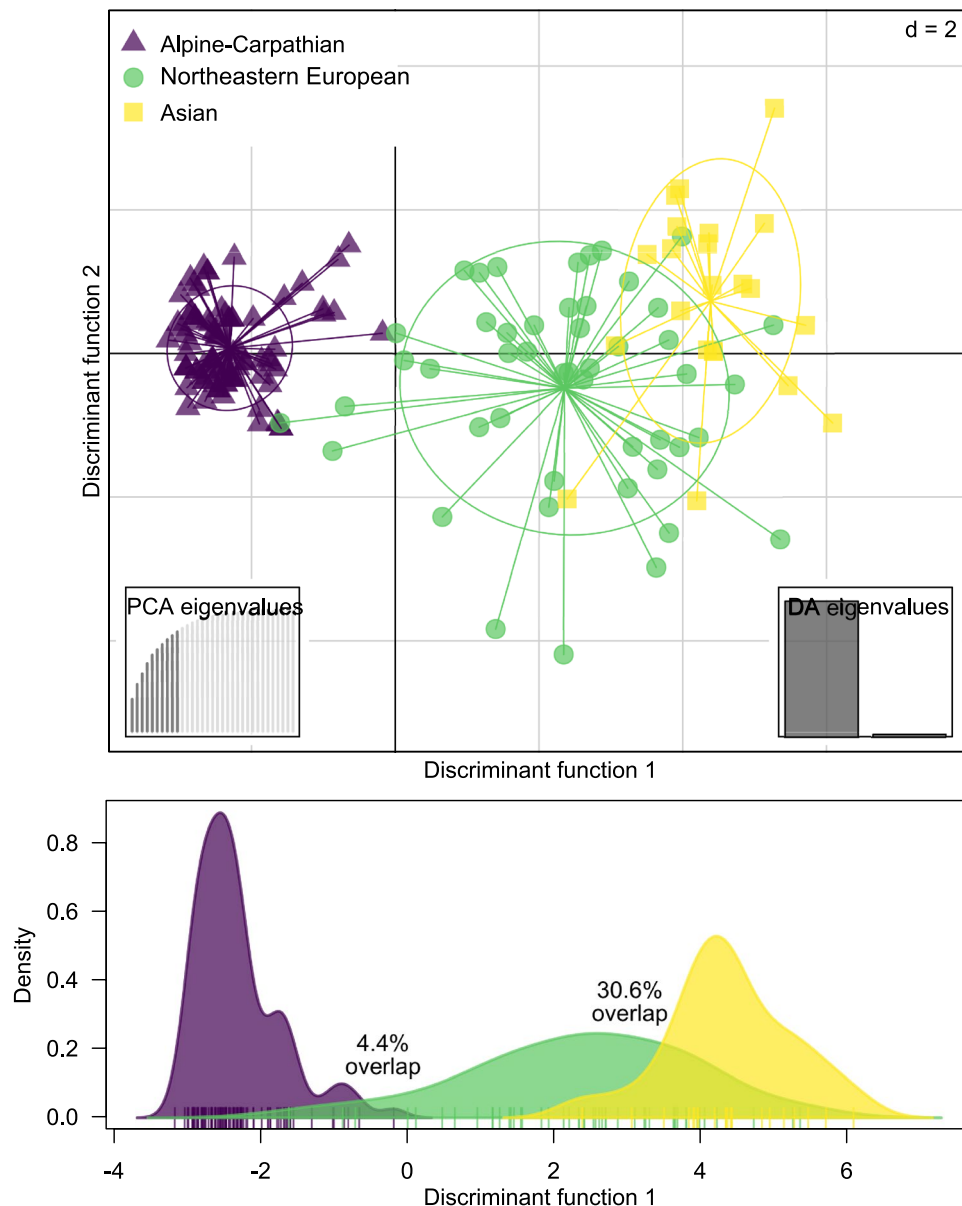 d = 2
Alpine-Carpathian
Northeastern European
Asian
Discriminant function 2
PCA eigenvalues
DA eigenvalues
Discriminant function 1
0.8
0.6
0.4
0.2
0.0
Density
4.4%
overlap
30.6%
overlap
-4
-2
0
2
4
6
Discriminant function 1